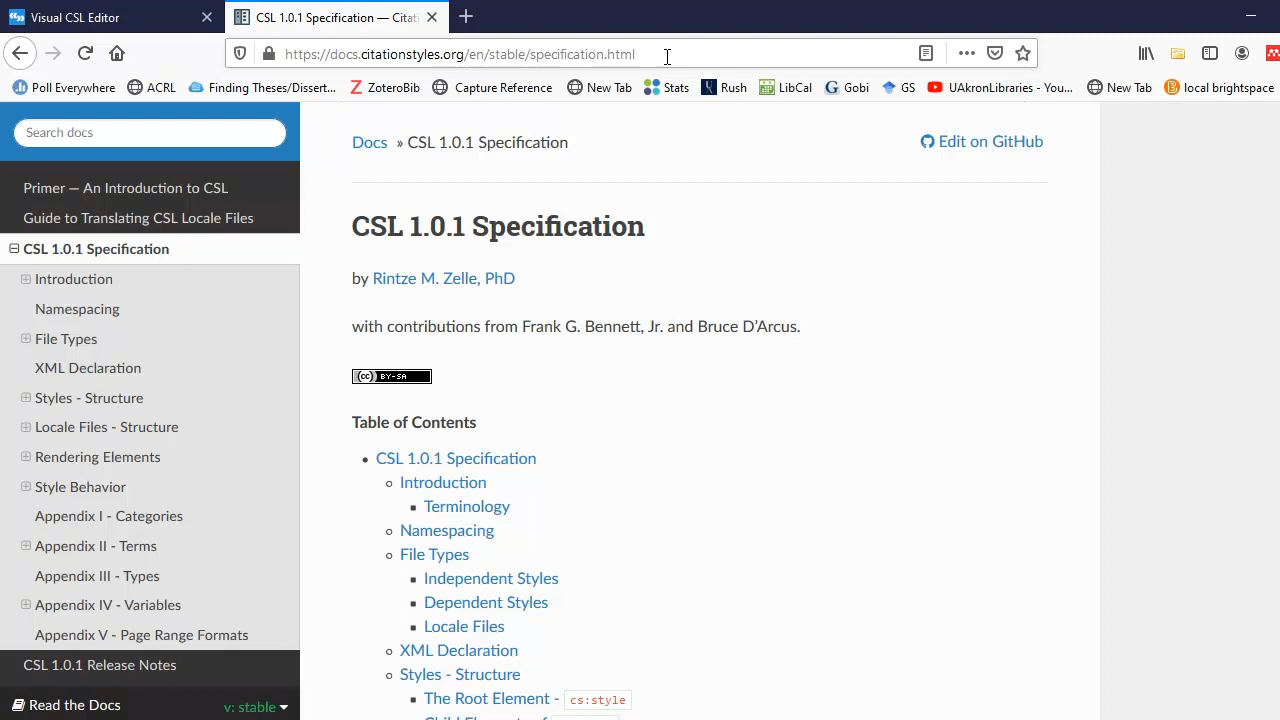 Visual CSL Editor
CSL 1.0.1 Specification — Citati
https://docs.citationstyles.org/en/stable/specification.html
Poll Everywhere
ACRL
Finding Theses/Dissert...
ZoteroBib
Capture Reference
New Tab
Stats
Rush
LibCal
Gobi
GS
UAkronLibraries - You...
New Tab
local brightspace
Search docs
Primer — An Introduction to CSL
Guide to Translating CSL Locale Files
CSL 1.0.1 Specification
Introduction
Namespacing
File Types
XML Declaration
Styles - Structure
Locale Files - Structure
Rendering Elements
Style Behavior
Appendix I - Categories
Appendix II - Terms
Appendix III - Types
Appendix IV - Variables
Appendix V - Page Range Formats
CSL 1.0.1 Release Notes
Read the Docs
v: stable
Docs » CSL 1.0.1 Specification
Edit on GitHub
CSL 1.0.1 Specification
by Rintze M. Zelle, PhD
with contributions from Frank G. Bennett, Jr. and Bruce D’Arcus.
cc BY-SA
Table of Contents
CSL 1.0.1 Specification
Introduction
Terminology
Namespacing
File Types
Independent Styles
Dependent Styles
Locale Files
XML Declaration
Styles - Structure
The Root Element - cs:style